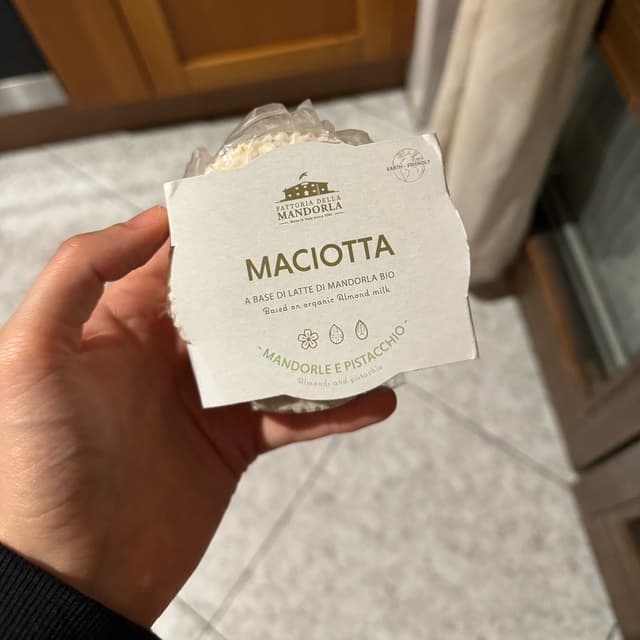 EARTH - FRIENDLY
FATTORIA DELLA
MANDORLA
MACIOTTA
A BASE DI LATTE DI MANDORLA BIO
Based on organic Almond milk
- MANDORLE E PISTACCHIO -
Almonds and pistachio